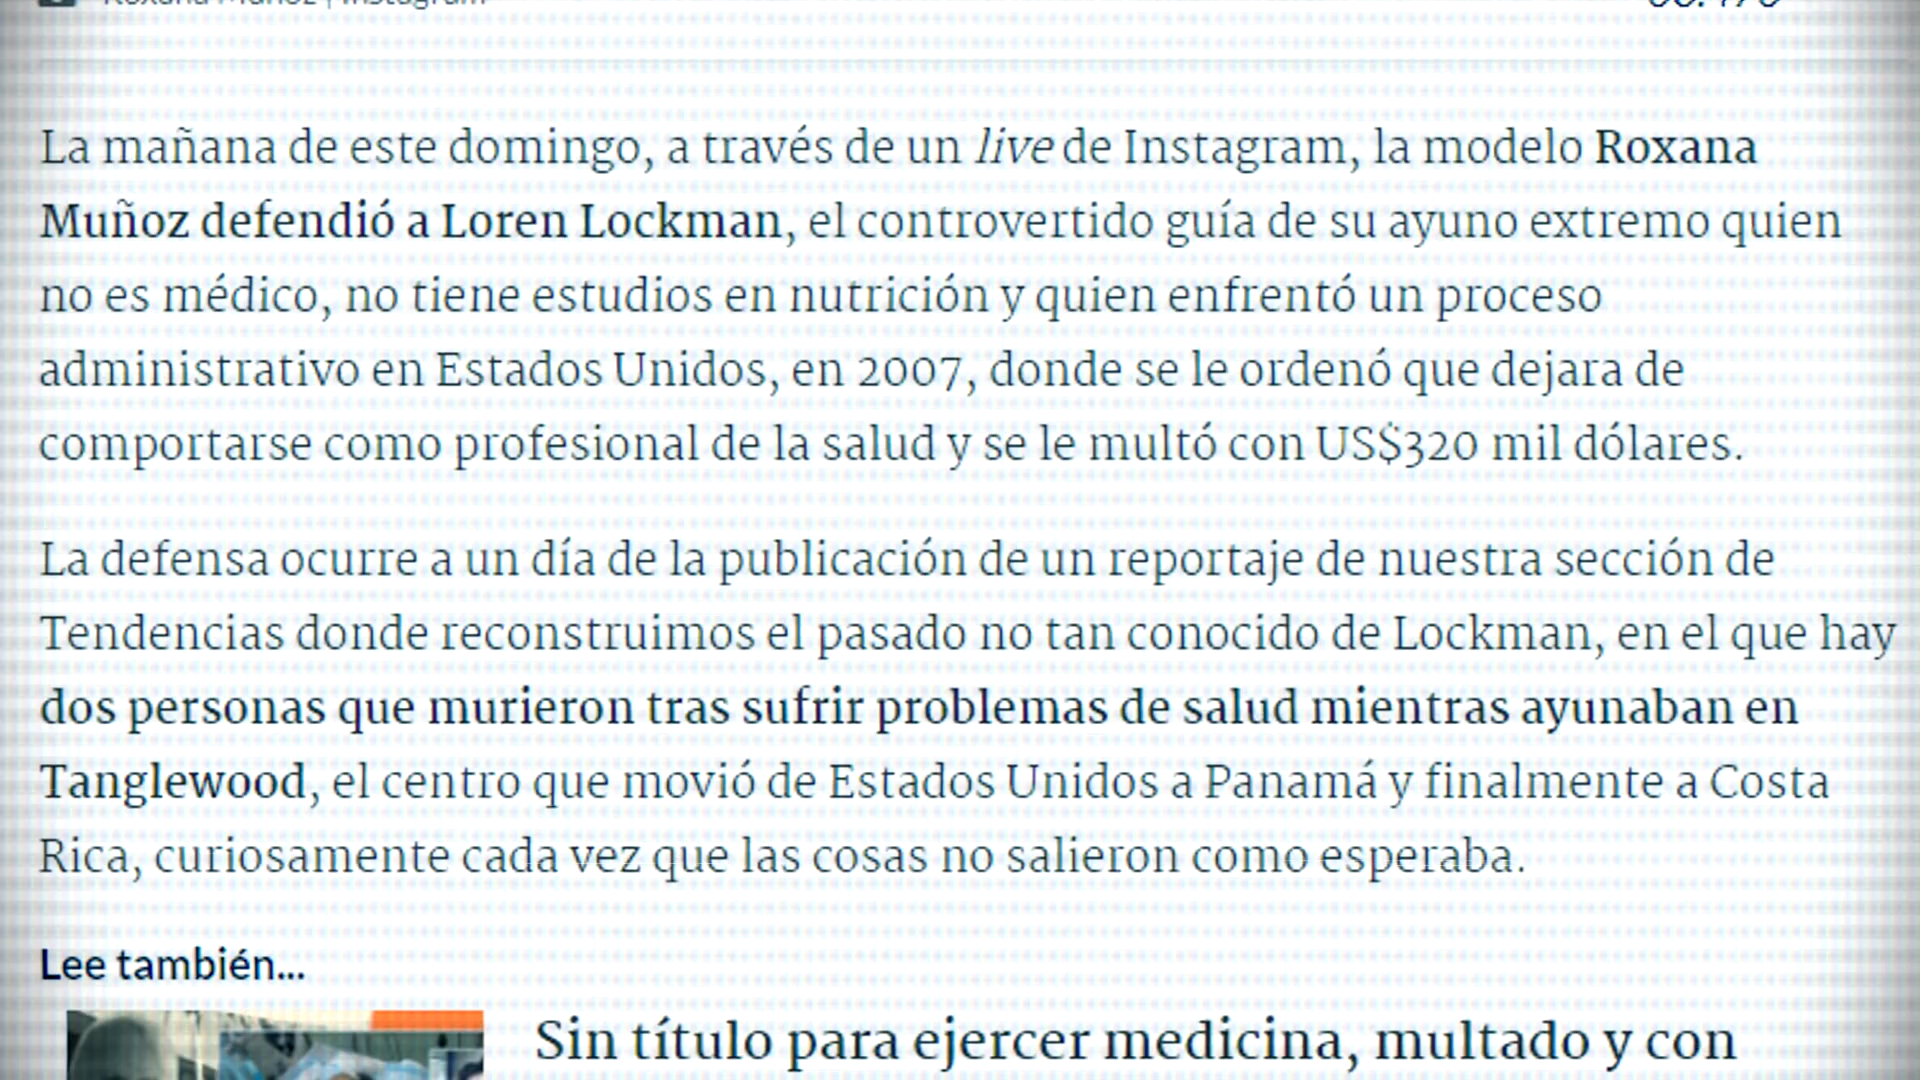 Roxana Muñoz | Instagram
La mañana de este domingo, a través de un live de Instagram, la modelo Roxana
Muñoz defendió a Loren Lockman, el controvertido guía de su ayuno extremo quien
no es médico, no tiene estudios en nutrición y quien enfrentó un proceso
administrativo en Estados Unidos, en 2007, donde se le ordenó que dejara de
comportarse como profesional de la salud y se le multó con US$320 mil dólares.
La defensa ocurre a un día de la publicación de un reportaje de nuestra sección de
Tendencias donde reconstruimos el pasado no tan conocido de Lockman, en el que hay
dos personas que murieron tras sufrir problemas de salud mientras ayunaban en
Tanglewood, el centro que movió de Estados Unidos a Panamá y finalmente a Costa
Rica, curiosamente cada vez que las cosas no salieron como esperaba.
Lee también...
Sin título para ejercer medicina, multado y con